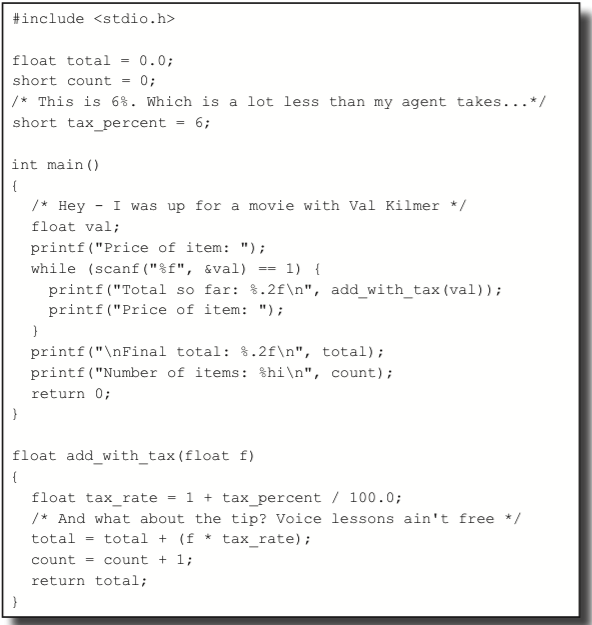 #include <stdio.h>
float total = 0.0;
short count = 0;
/* This is 6%. Which is a lot less than my agent takes...*/
short tax_percent = 6;
int main()
{
/* Hey - I was up for a movie with Val Kilmer */
float val;
printf("Price of item: ");
while (scanf("%f", &val) == 1) {
printf("Total so far: %.2f\n", add_with_tax(val));
printf("Price of item: ");
}
printf("\nFinal total: %.2f\n", total);
printf("Number of items: %hi\n", count);
return 0;
}
float add_with_tax(float f)
{
float tax_rate = 1 + tax_percent / 100.0;
/* And what about the tip? Voice lessons ain't free */
total = total + (f * tax_rate);
count = count + 1;
return total;
}